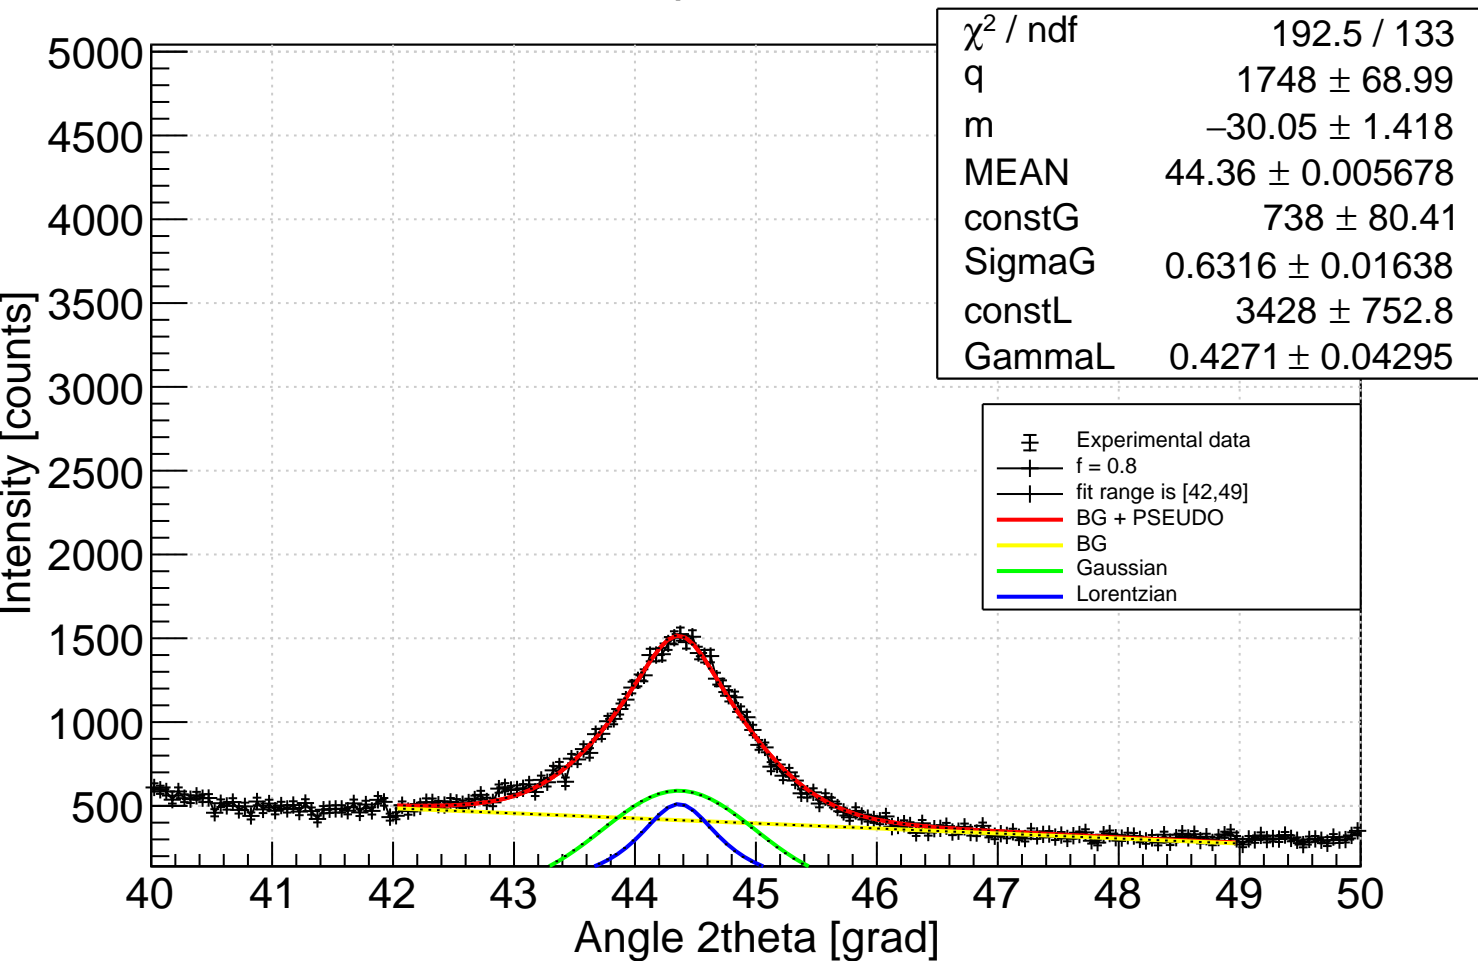 χ² / ndf 192.5 / 133
q 1748 ± 68.99
m −30.05 ± 1.418
MEAN 44.36 ± 0.005678
constG 738 ± 80.41
SigmaG 0.6316 ± 0.01638
constL 3428 ± 752.8
GammaL 0.4271 ± 0.04295
Experimental data
f = 0.8
fit range is [42,49]
BG + PSEUDO
BG
Gaussian
Lorentzian
5000
4500
4000
3500
3000
2500
2000
1500
1000
500
Intensity [counts]
40 41 42 43 44 45 46 47 48 49 50
Angle 2theta [grad]